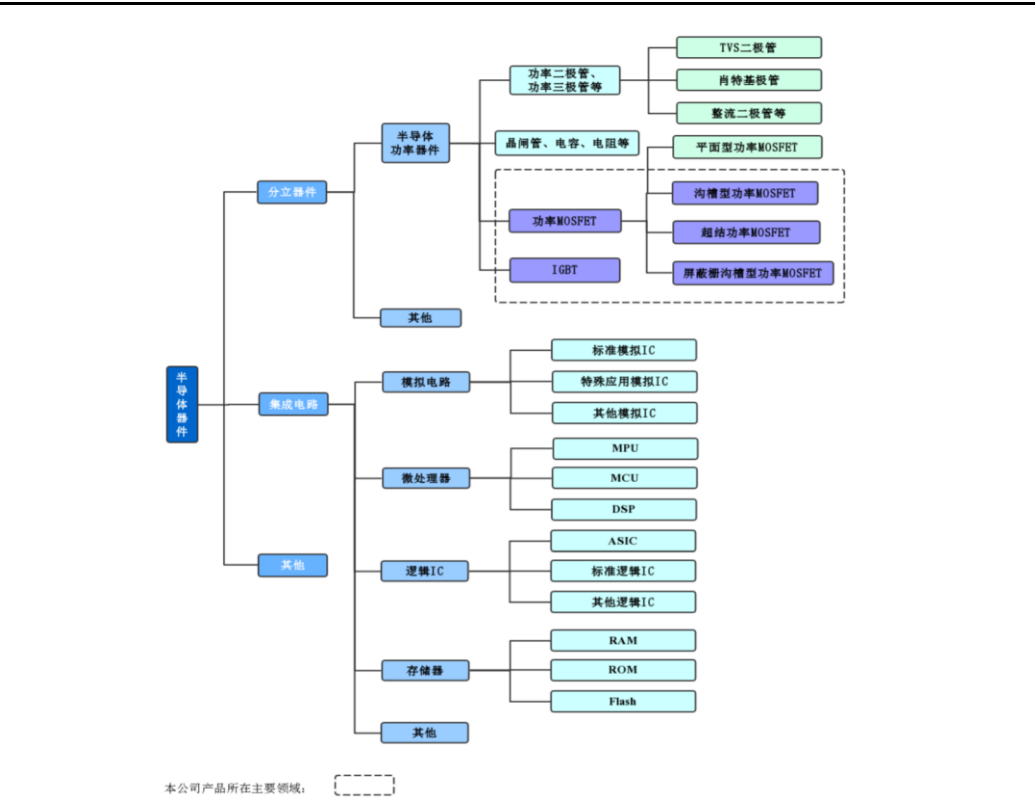 TVS二极管
功率二极管、
功率三极管等
肖特基极管
整流二极管等
半导体
功率器件
晶闸管、电容、电阻等
平面型功率MOSFET
分立器件
沟槽型功率MOSFET
功率MOSFET
超结功率MOSFET
IGBT
屏蔽栅沟槽型功率MOSFET
其他
标准模拟IC
模拟电路
特殊应用模拟IC
半导体器件
集成电路
其他模拟IC
MPU
微处理器
MCU
DSP
ASIC
其他
逻辑IC
标准逻辑IC
其他逻辑IC
RAM
存储器
ROM
Flash
其他
本公司产品所在主要领域：